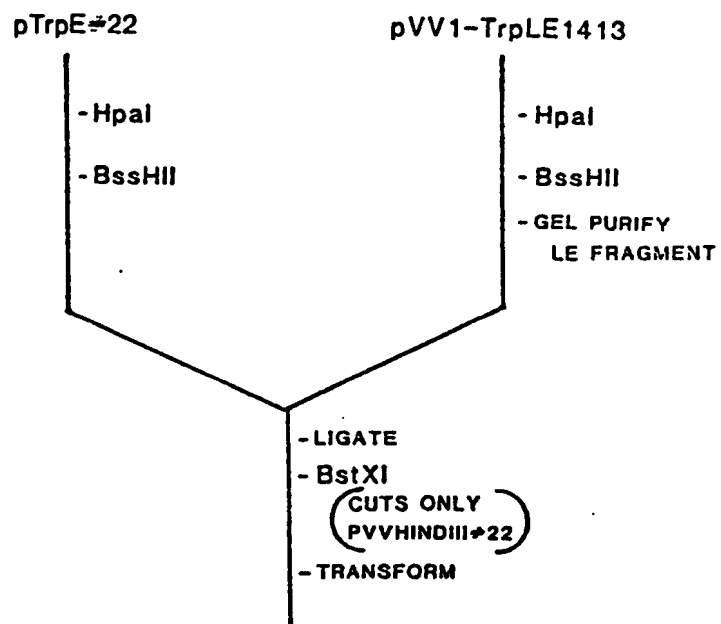 pTrpE#22
pVV1-TrpLE1413
-HpaI
-BssHII
-HpaI
-BssHII
-GEL PURIFY
LE FRAGMENT
-LIGATE
-BstXI
(CUTS ONLY
PVVHINDIII#22)
-TRANSFORM